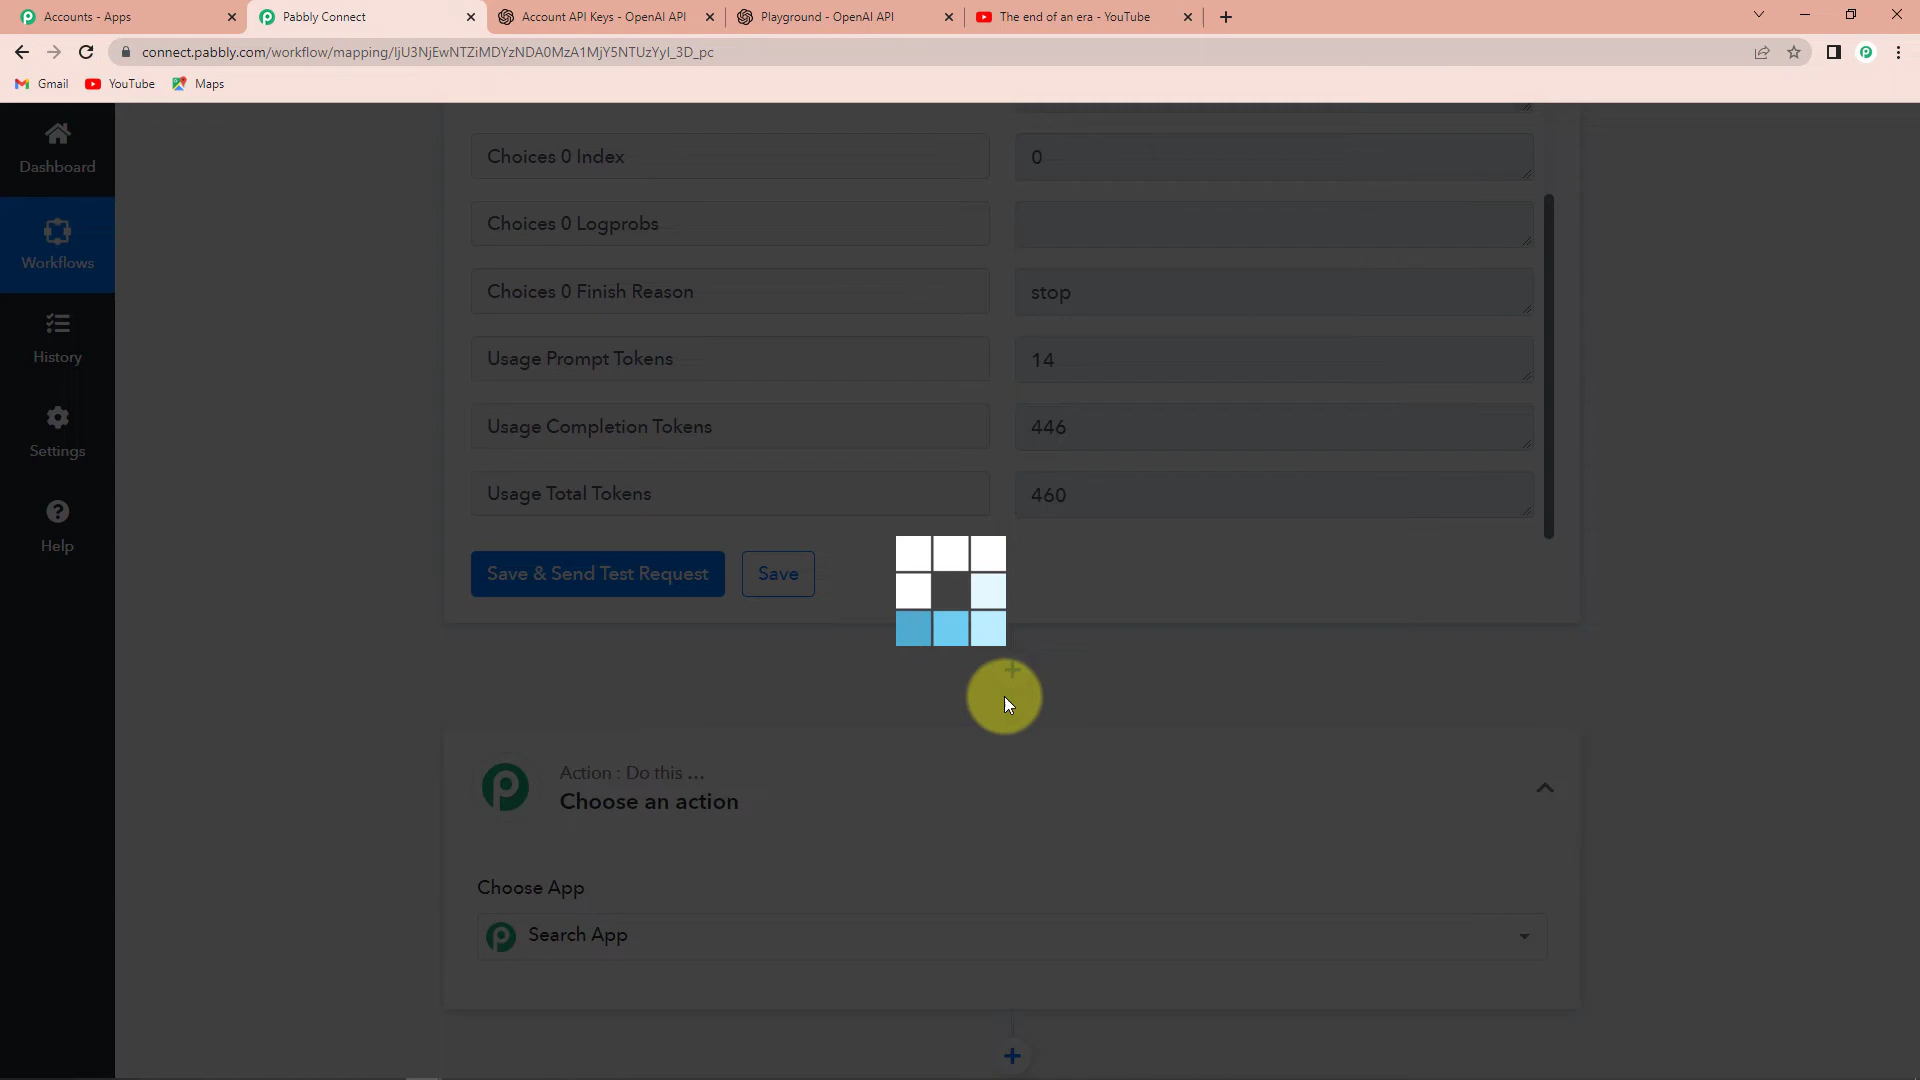 Accounts - Apps
Pabbly Connect
Account API Keys - OpenAI API
Playground - OpenAI API
The end of an era - YouTube
connect.pabbly.com/workflow/mapping/IjU3NjEwNTZiMDYzNDA0MzA1MjY5NTUzYyI_3D_pc
Gmail
YouTube
Maps
Dashboard
Workflows
History
Settings
Help
Choices 0 Index
0
Choices 0 Logprobs
Choices 0 Finish Reason
stop
Usage Prompt Tokens
14
Usage Completion Tokens
446
Usage Total Tokens
460
Save & Send Test Request
Save
Action : Do this ...
Choose an action
Choose App
Search App